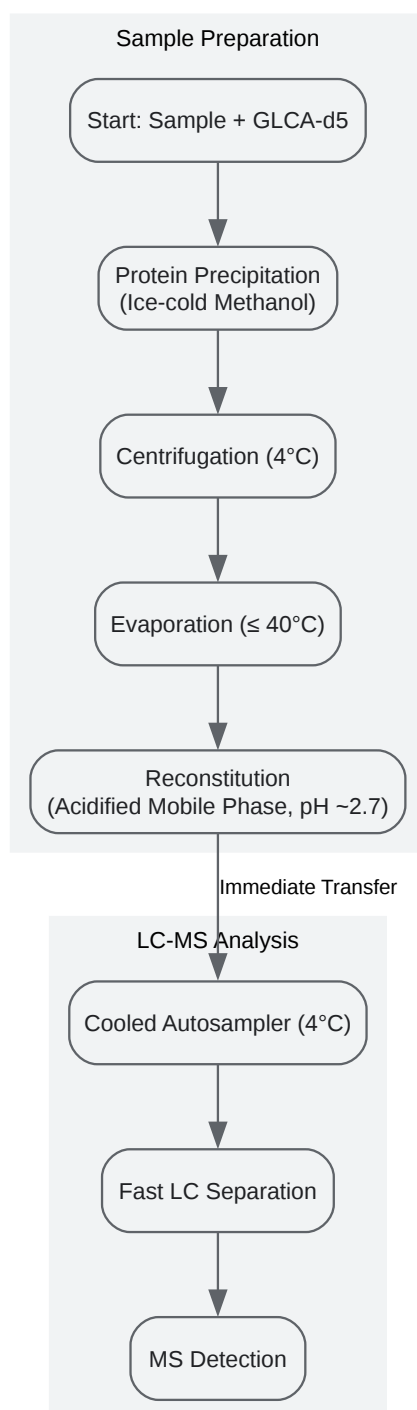 Sample Preparation
Start: Sample + GLCA-d5
Protein Precipitation
(Ice-cold Methanol)
Centrifugation (4°C)
Evaporation (≤ 40°C)
Reconstitution
(Acidified Mobile Phase, pH ~2.7)
Immediate Transfer
LC-MS Analysis
Cooled Autosampler (4°C)
Fast LC Separation
MS Detection